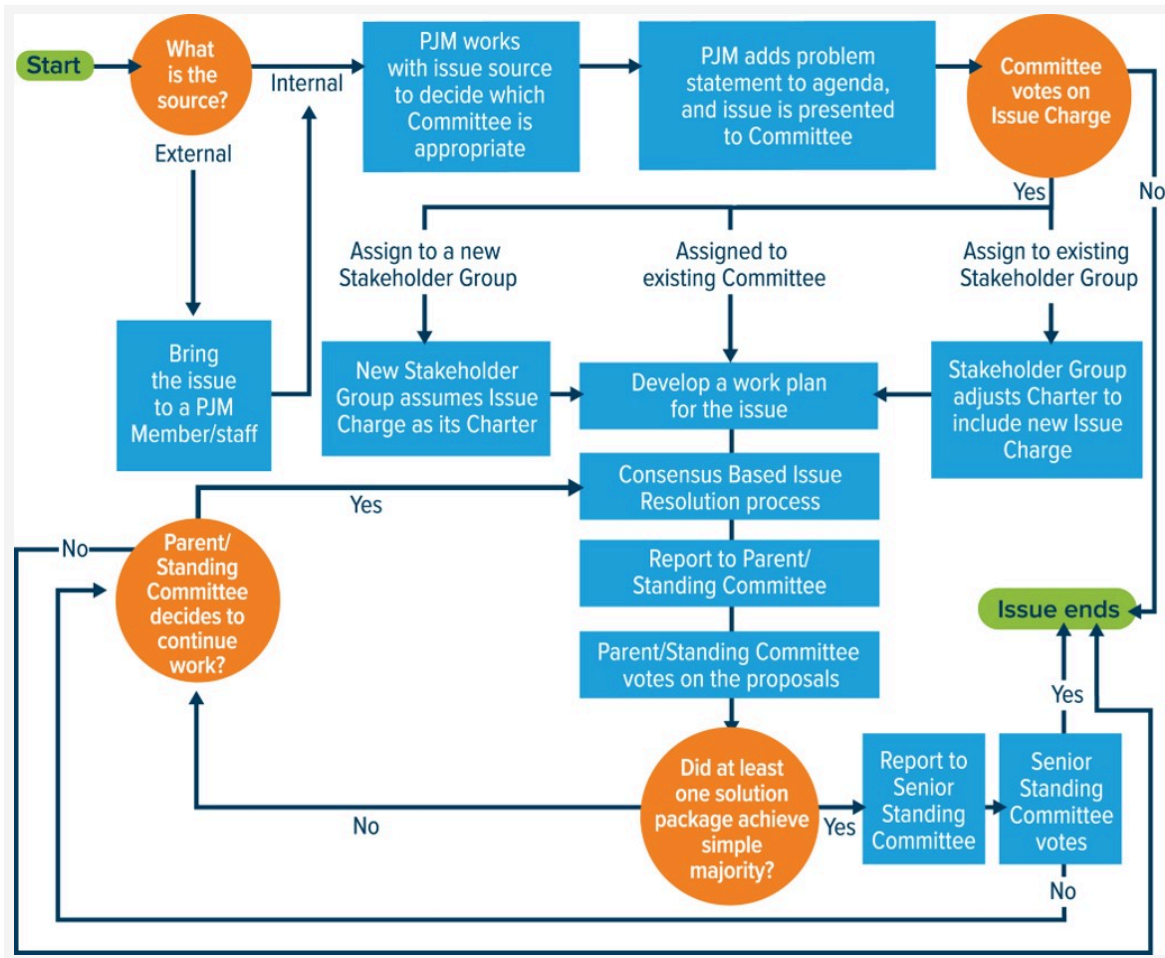 Start
What
is the
source?
Internal
External
PJM works
with issue source
to decide which
Committee is
appropriate
PJM adds problem
statement to agenda,
and issue is presented
to Committee
Committee
votes on
Issue Charge
Yes
No
Bring
the issue
to a PJM
Member/staff
Assign to a new
Stakeholder Group
Assigned to
existing Committee
Assign to existing
Stakeholder Group
New Stakeholder
Group assumes Issue
Charge as its Charter
Develop a work plan
for the issue
Stakeholder Group
adjusts Charter to
include new Issue
Charge
Consensus Based Issue
Resolution process
Yes
No
Parent/
Standing
Committee
decides to
continue
work?
Report to Parent/
Standing Committee
Issue ends
Parent/Standing Committee
votes on the proposals
Yes
Did at least
one solution
package achieve
simple
majority?
No
Yes
Report to
Senior
Standing
Committee
Senior
Standing
Committee
votes
No